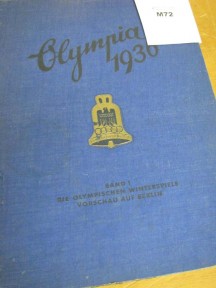 M72
Olympia
1936
BAND I
DIE OLYMPISCHEN WINTERSPIELE
VORSCHAU AUF BERLIN